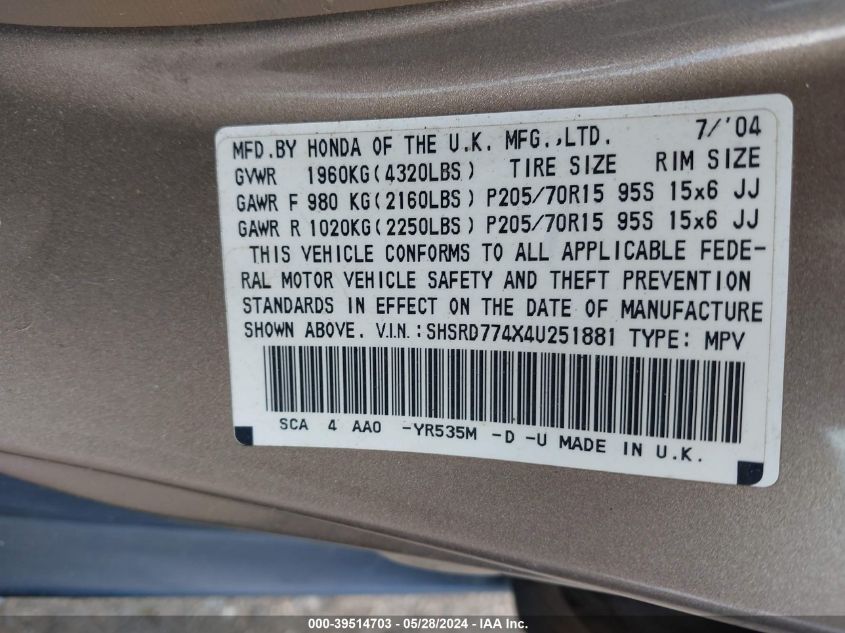 MFD.BY HONDA OF THE U.K. MFG.,LTD. 7/'04
GVWR 1960KG(4320LBS) TIRE SIZE RIM SIZE
GAWR F 980 KG(2160LBS) P205/70R15 95S 15x6 JJ
GAWR R 1020KG(2250LBS) P205/70R15 95S 15x6 JJ
THIS VEHICLE CONFORMS TO ALL APPLICABLE FEDE-
RAL MOTOR VEHICLE SAFETY AND THEFT PREVENTION
STANDARDS IN EFFECT ON THE DATE OF MANUFACTURE
SHOWN ABOVE. V.I.N.: SHSRD774X4U251881 TYPE: MPV
SCA 4 AAO -YR535M -D -U MADE IN U.K.
000-39514703 / 05/28/2024 - IAA Inc.